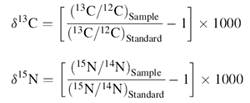 δ¹³C = [ (¹³C/¹²C)Sample / (¹³C/¹²C)Standard − 1 ] × 1000
δ¹⁵N = [ (¹⁵N/¹⁴N)Sample / (¹⁵N/¹⁴N)Standard − 1 ] × 1000